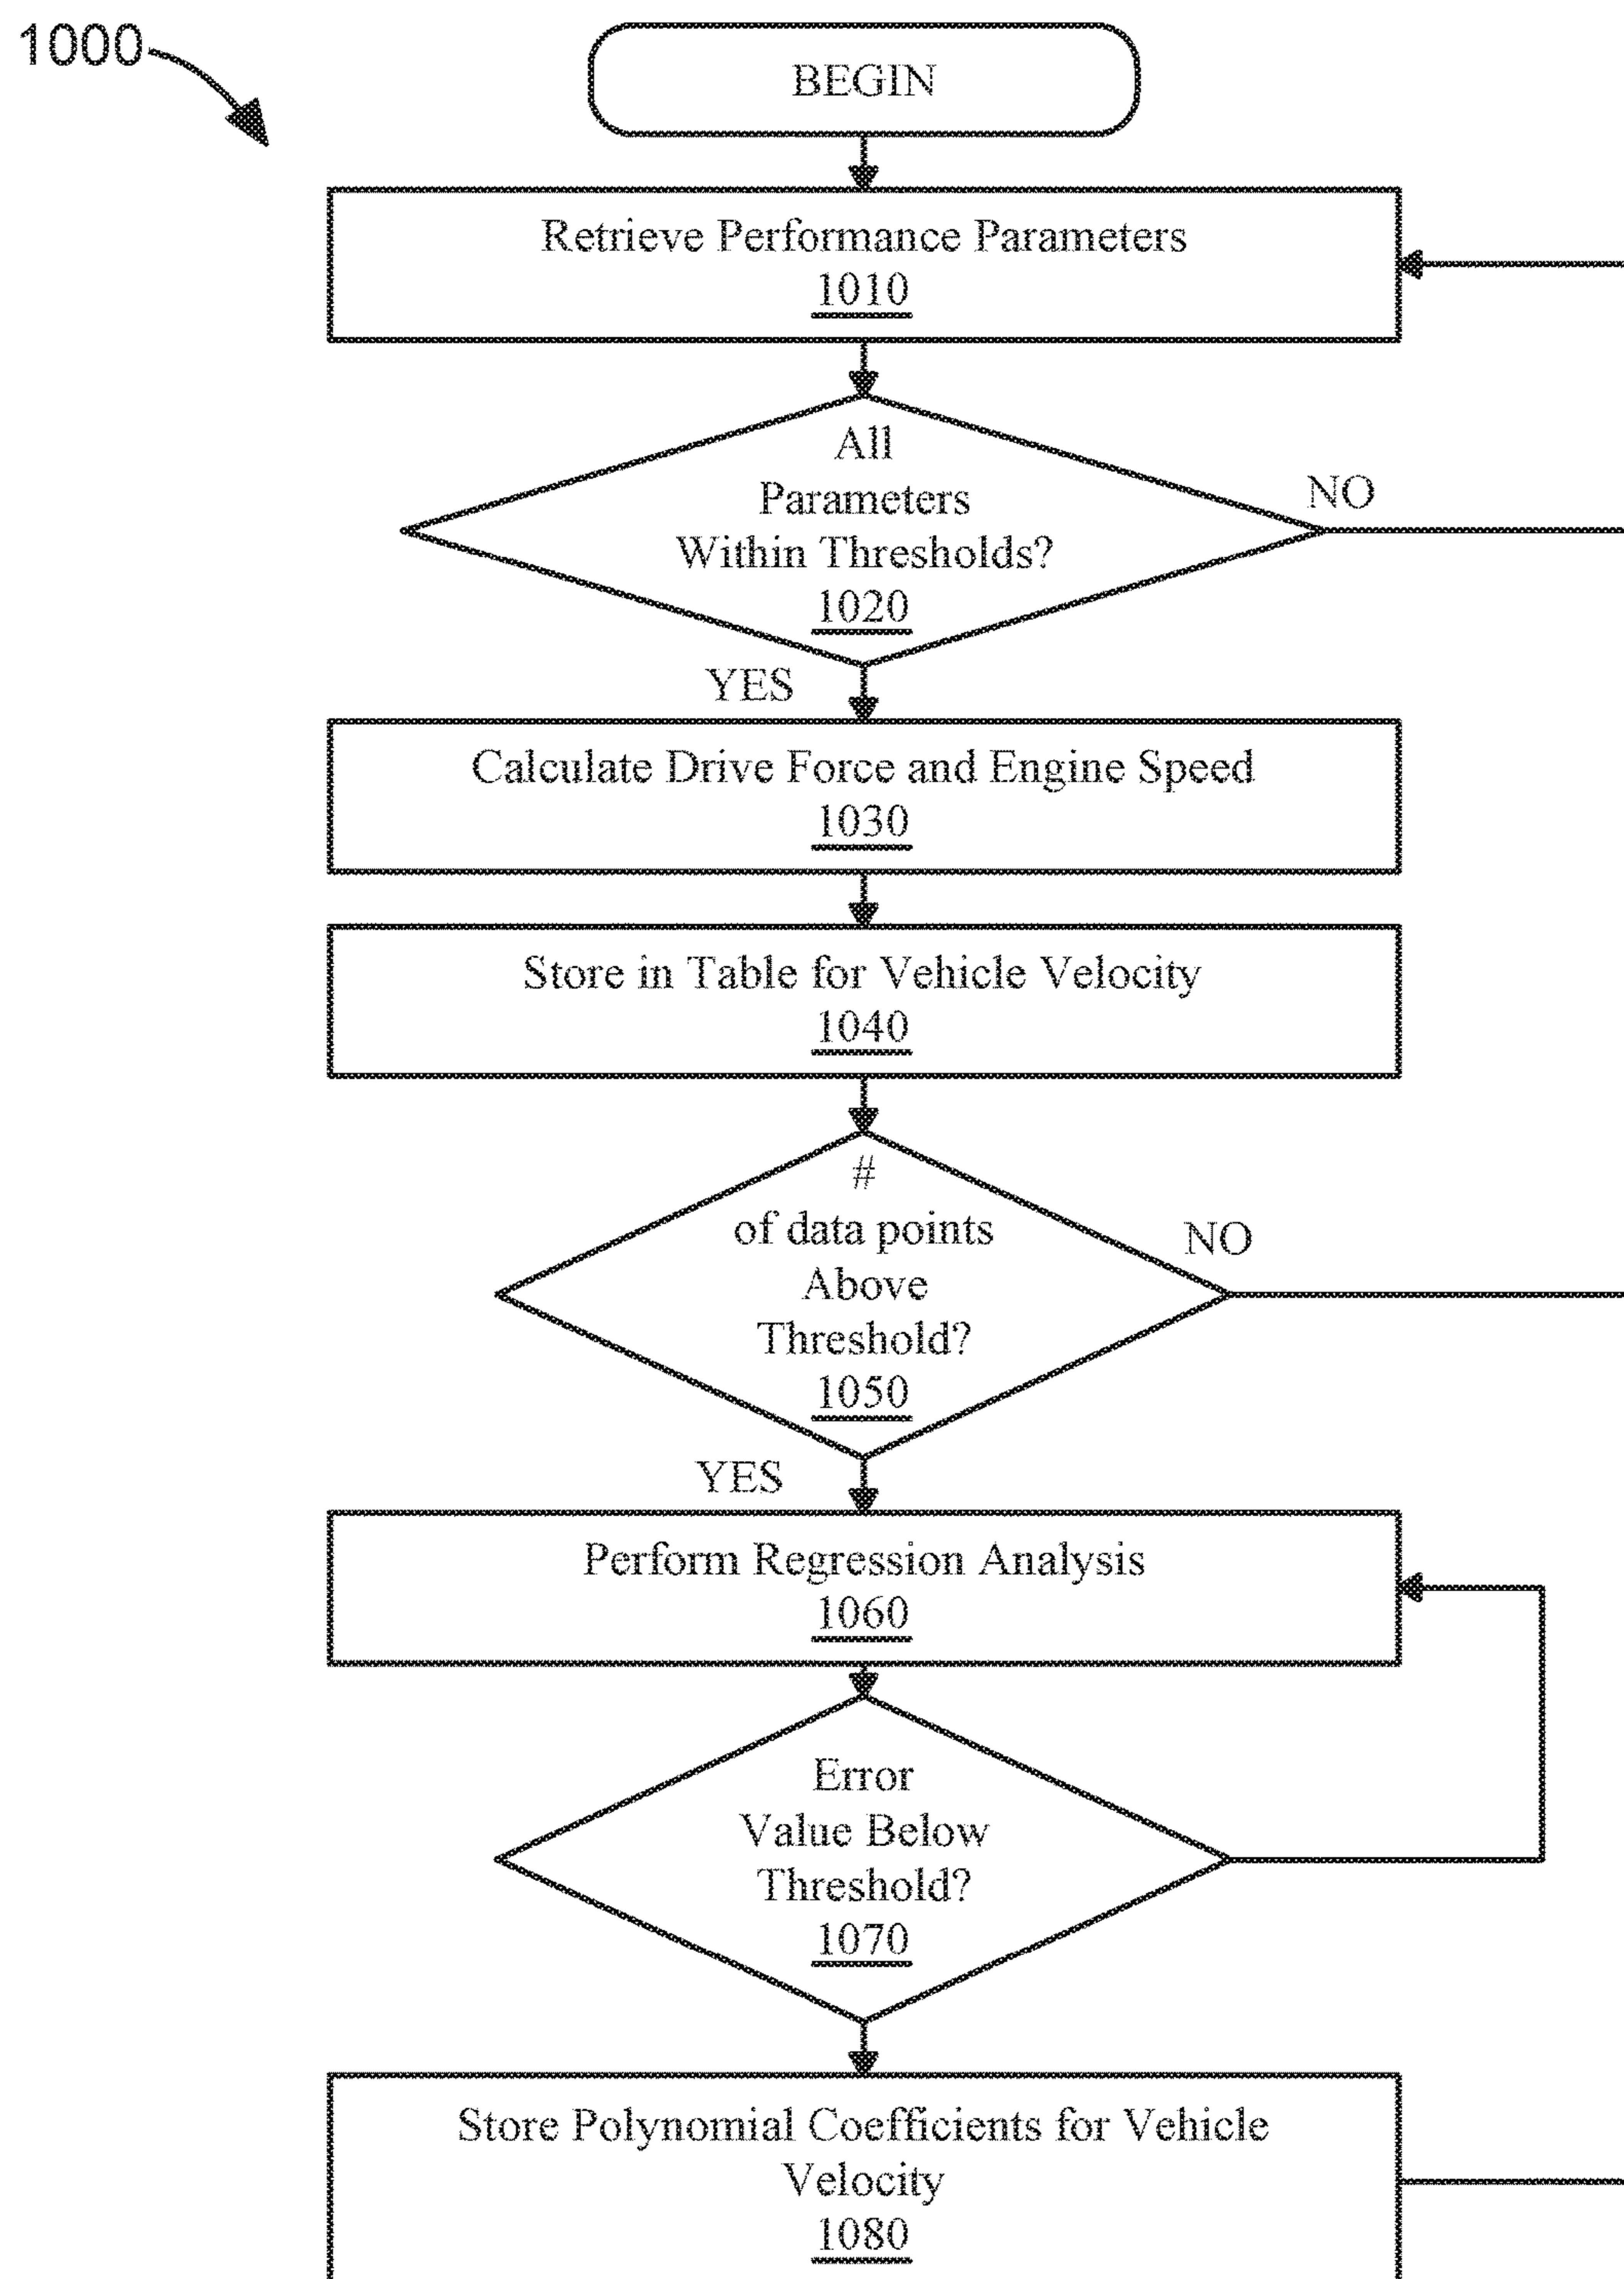 1000
BEGIN
Retrieve Performance Parameters
1010
All
Parameters
Within Thresholds?
1020
NO
YES
Calculate Drive Force and Engine Speed
1030
Store in Table for Vehicle Velocity
1040
#
of data points
Above
Threshold?
1050
NO
YES
Perform Regression Analysis
1060
Error
Value Below
Threshold?
1070
Store Polynomial Coefficients for Vehicle
Velocity
1080